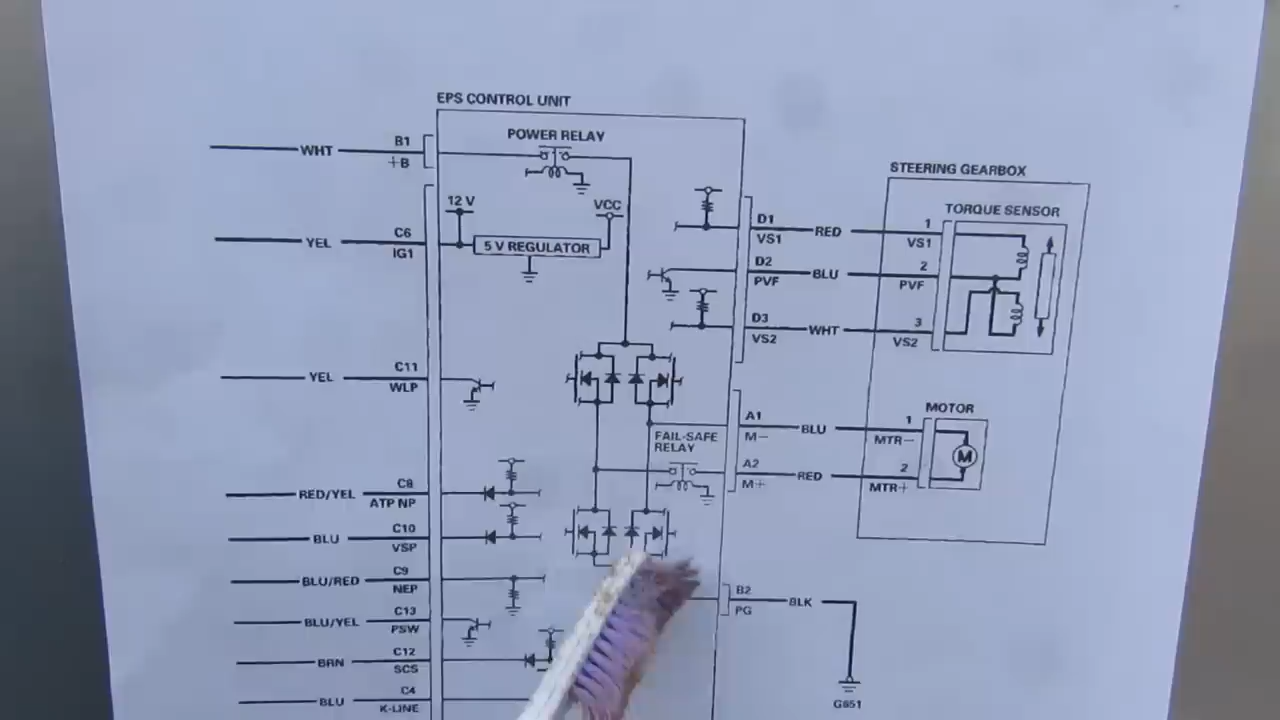 EPS CONTROL UNIT
POWER RELAY
WHT
B1
+B
12 V
VCC
YEL
C6
IG1
5 V REGULATOR
YEL
C11
WLP
RED/YEL
C8
ATP NP
BLU
C10
VSP
BLU/RED
C9
NEP
BLU/YEL
C13
PSW
BRN
C12
SCS
BLU
C4
K-LINE
D1
VS1
RED
D2
PVF
BLU
D3
VS2
WHT
FAIL-SAFE
RELAY
A1
M−
BLU
A2
M+
RED
B2
PG
BLK
G651
STEERING GEARBOX
TORQUE SENSOR
1
VS1
2
PVF
3
VS2
MOTOR
1
MTR−
2
MTR+
M